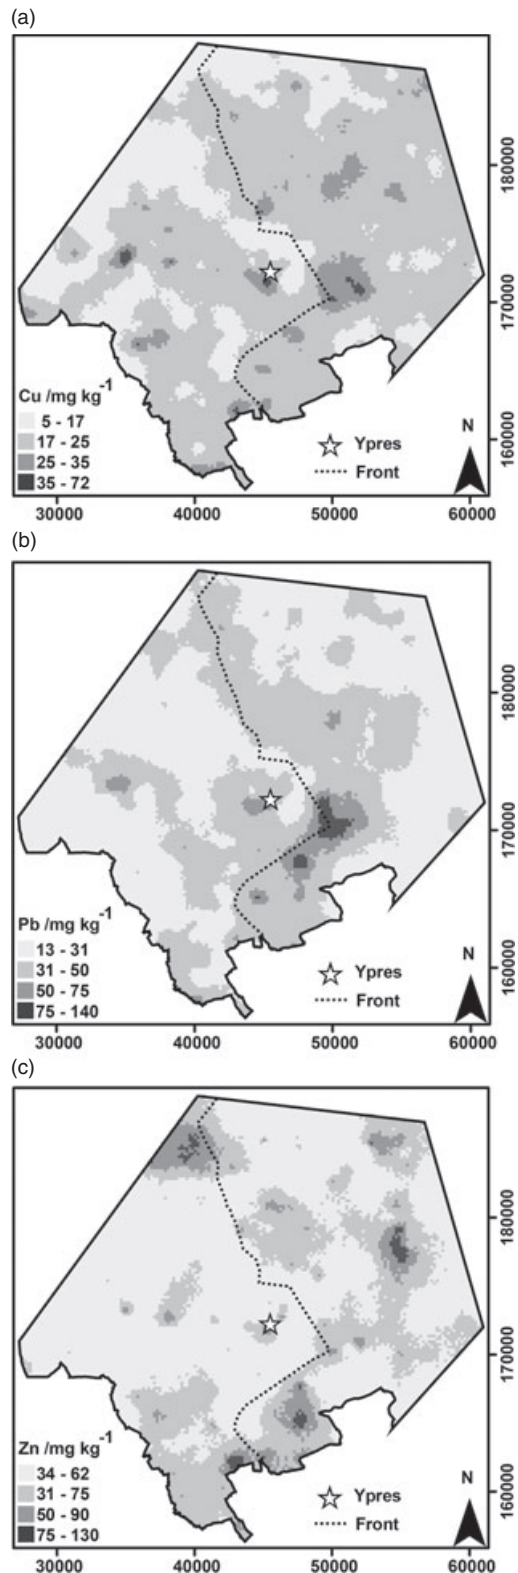 (a)
180000
170000
160000
Cu /mg kg-1
5 - 17
17 - 25
25 - 35
35 - 72
Ypres
Front
N
30000 40000 50000 60000
(b)
180000
170000
160000
Pb /mg kg-1
13 - 31
31 - 50
50 - 75
75 - 140
Ypres
Front
N
30000 40000 50000 60000
(c)
180000
170000
160000
Zn /mg kg-1
34 - 62
31 - 75
50 - 90
75 - 130
Ypres
Front
N
30000 40000 50000 60000